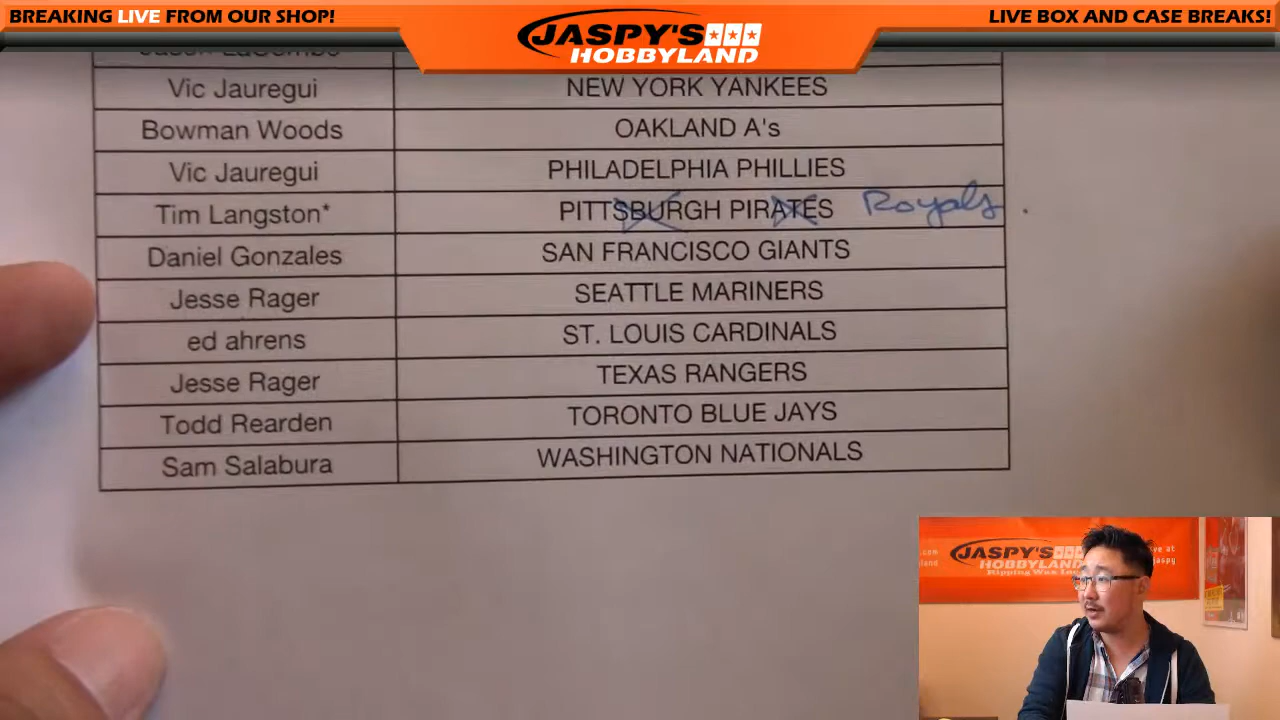 BREAKING LIVE FROM OUR SHOP!
JASPY'S
HOBBYLAND
LIVE BOX AND CASE BREAKS!
Vic Jauregui NEW YORK YANKEES
Bowman Woods OAKLAND A's
Vic Jauregui PHILADELPHIA PHILLIES
Tim Langston* PITTSBURGH PIRATES Royals
Daniel Gonzales SAN FRANCISCO GIANTS
Jesse Rager SEATTLE MARINERS
ed ahrens ST. LOUIS CARDINALS
Jesse Rager TEXAS RANGERS
Todd Rearden TORONTO BLUE JAYS
Sam Salabura WASHINGTON NATIONALS
JASPY'S
HOBBYLAND
Ripping Wax